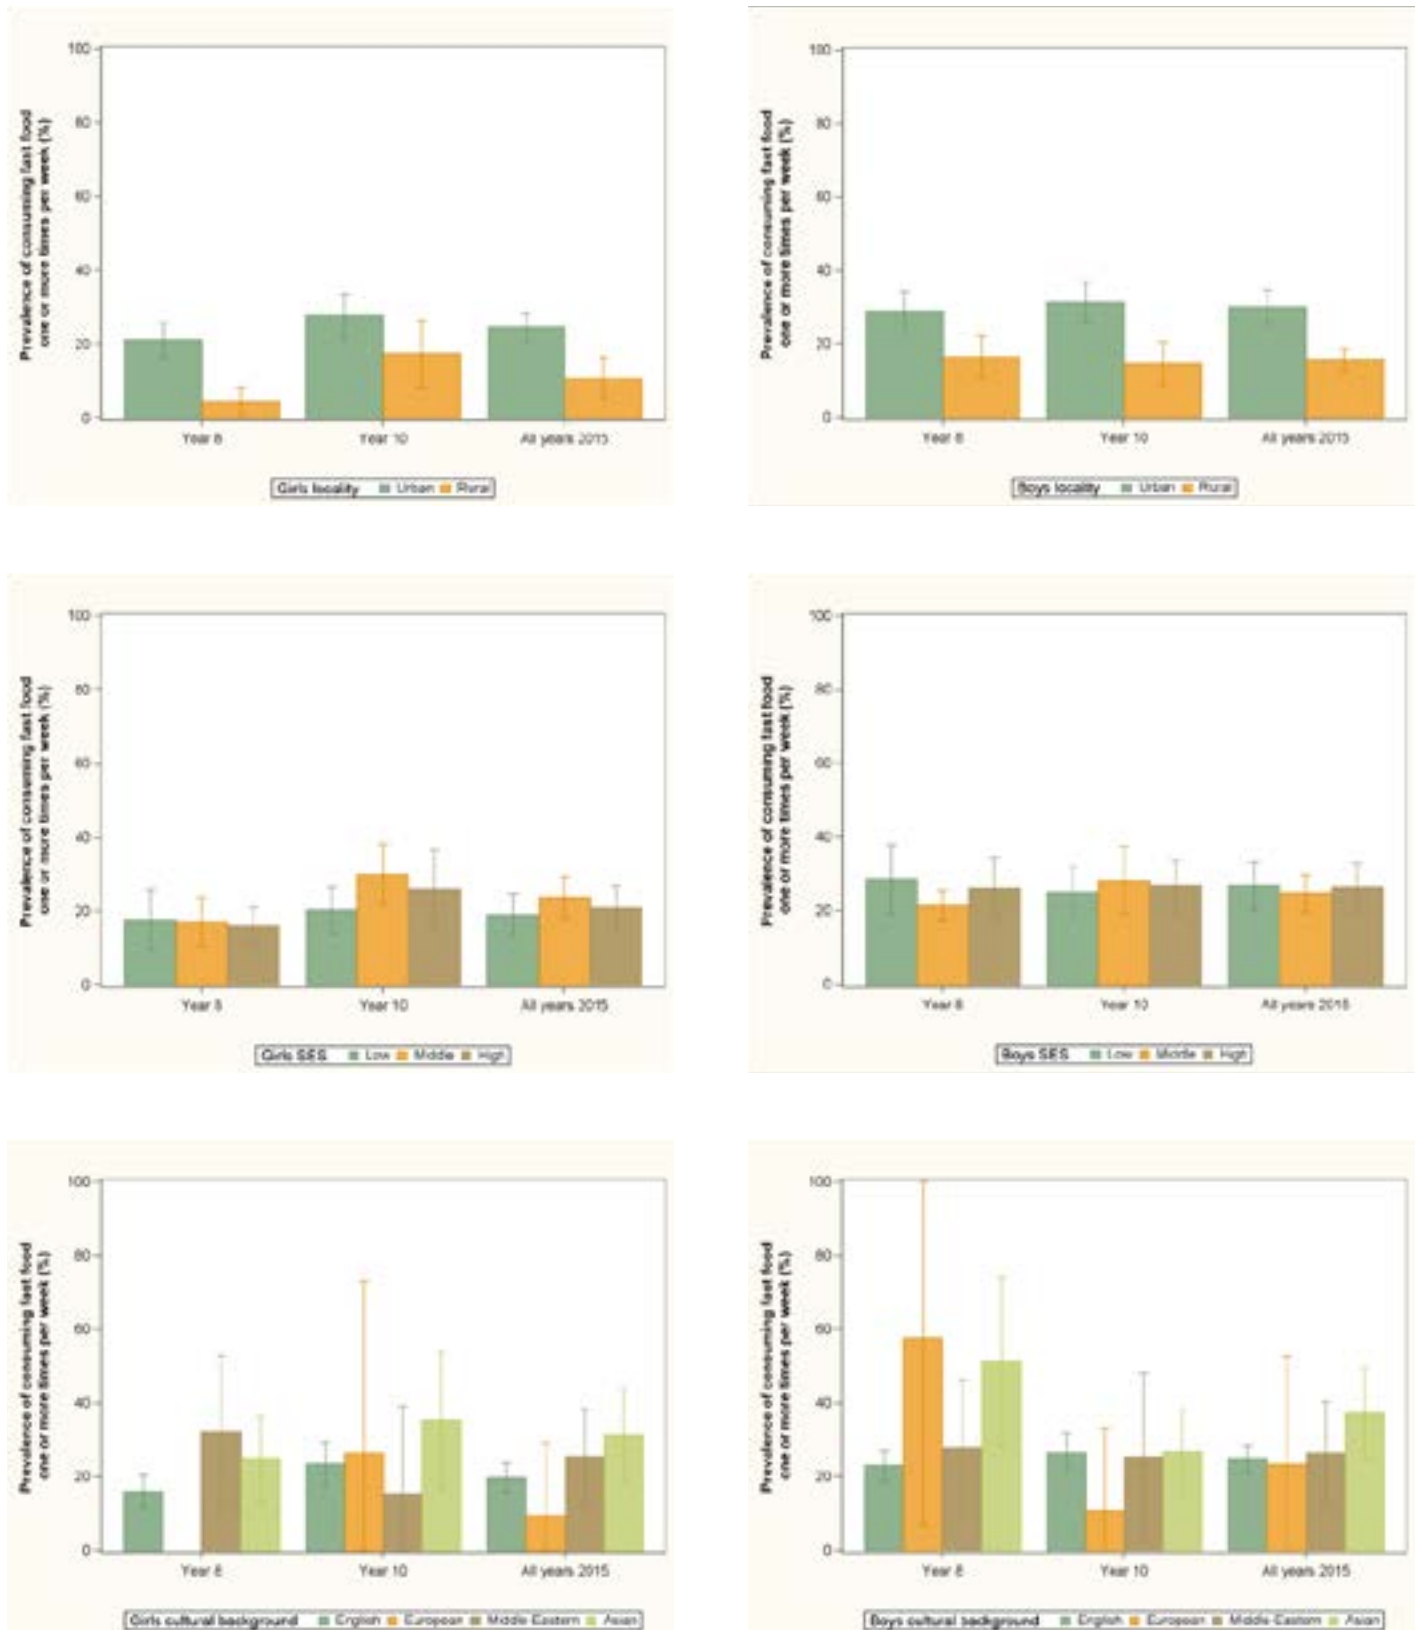 Prevalence of consuming fast food
one or more times per week (%)
100
80
60
40
20
0
Year 8
Year 10
All years 2015
Girls locality Urban Rural
Prevalence of consuming fast food
one or more times per week (%)
100
80
60
40
20
0
Year 8
Year 10
All years 2015
Boys locality Urban Rural
Prevalence of consuming fast food
one or more times per week (%)
100
80
60
40
20
0
Year 8
Year 10
All years 2015
Girls SES Low Middle High
Prevalence of consuming fast food
one or more times per week (%)
100
80
60
40
20
0
Year 8
Year 10
All years 2015
Boys SES Low Middle High
Prevalence of consuming fast food
one or more times per week (%)
100
80
60
40
20
0
Year 8
Year 10
All years 2015
Girls cultural background English European Middle-Eastern Asian
Prevalence of consuming fast food
one or more times per week (%)
100
80
60
40
20
0
Year 8
Year 10
All years 2015
Boys cultural background English European Middle-Eastern Asian